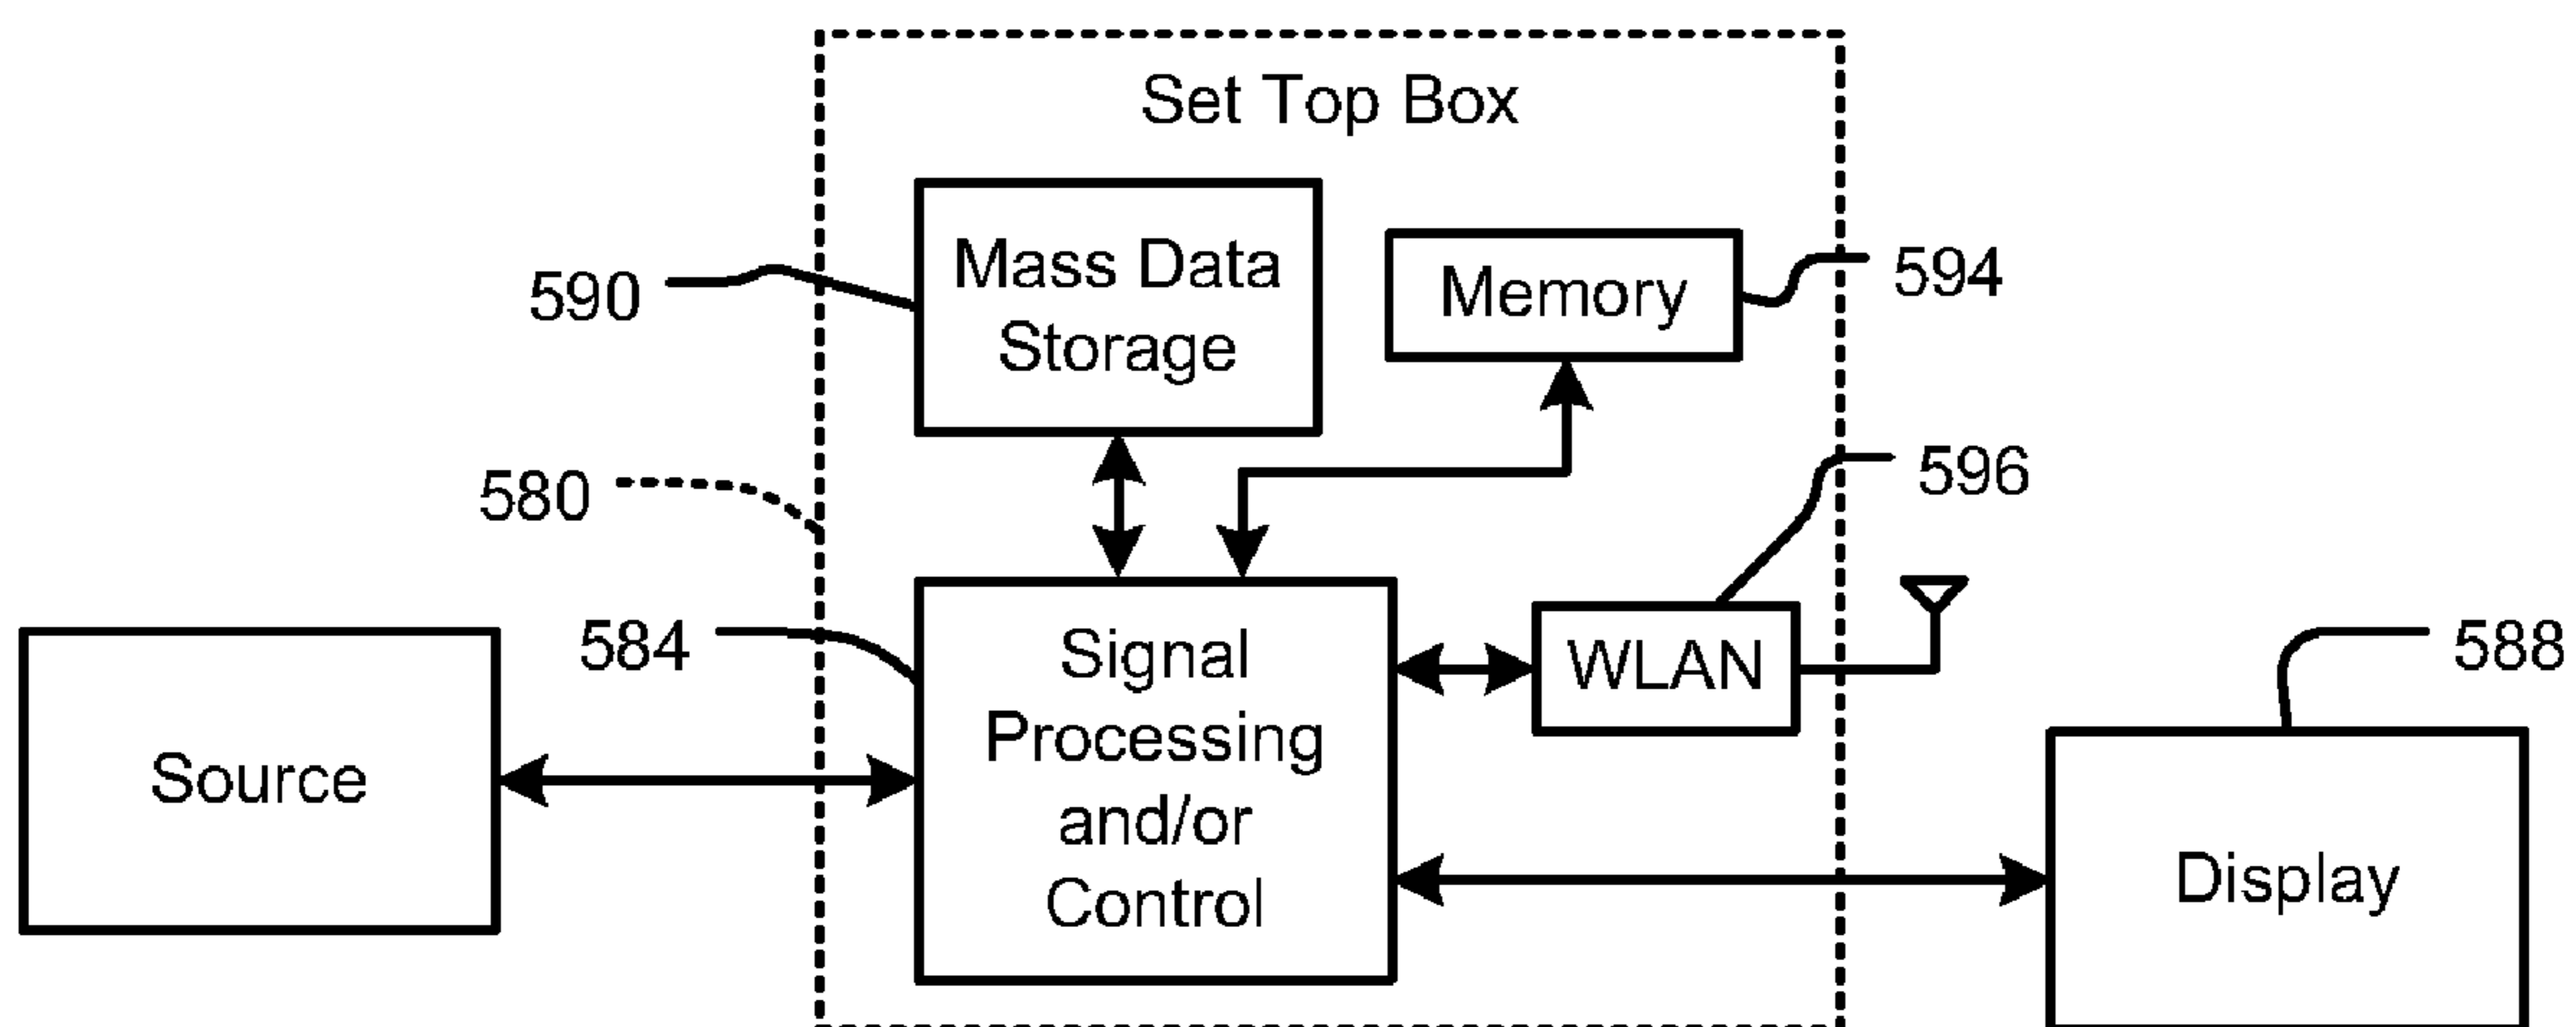 Set Top Box
Mass Data
Storage
Memory
590
594
596
580
584
Signal
Processing
and/or
Control
WLAN
588
Source
Display